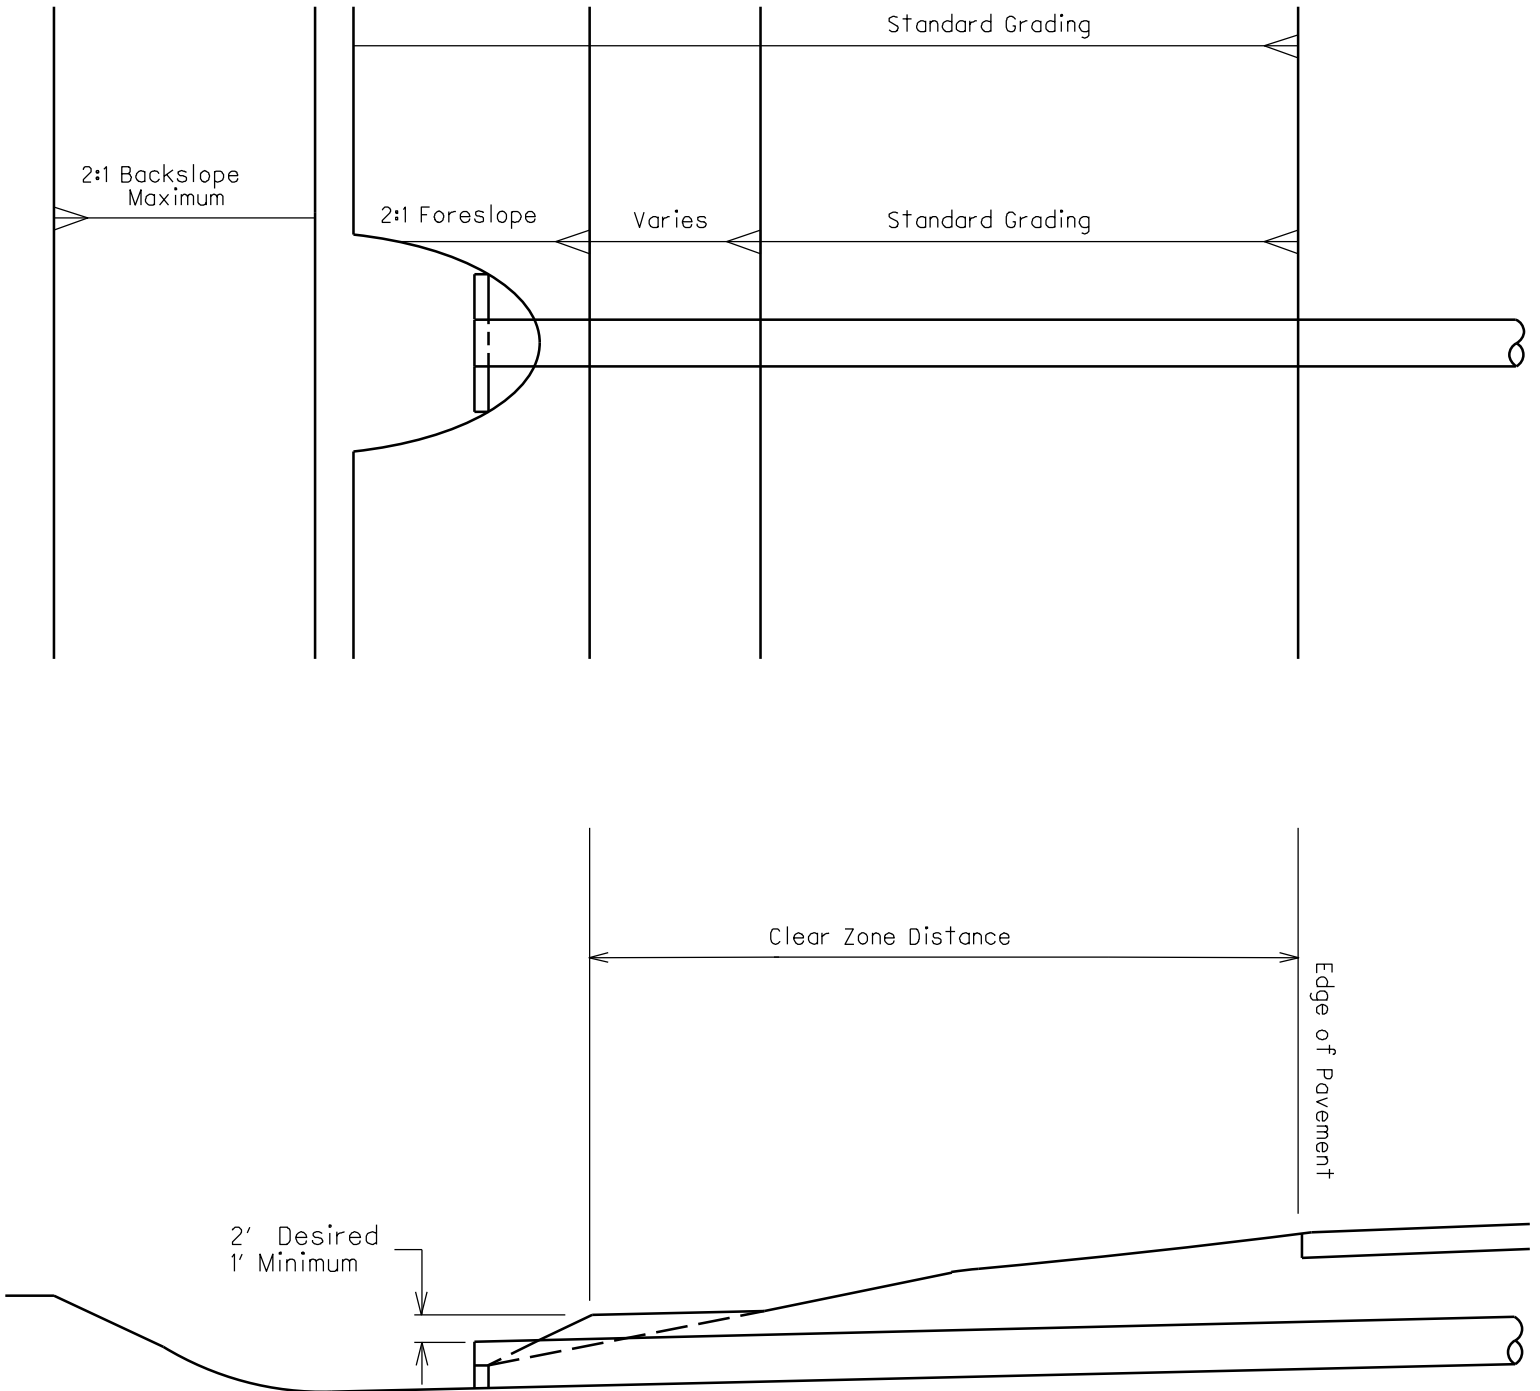 Standard Grading
2:1 Backslope
Maximum
2:1 Foreslope
Varies
Standard Grading
Clear Zone Distance
Edge of Pavement
2' Desired
1' Minimum